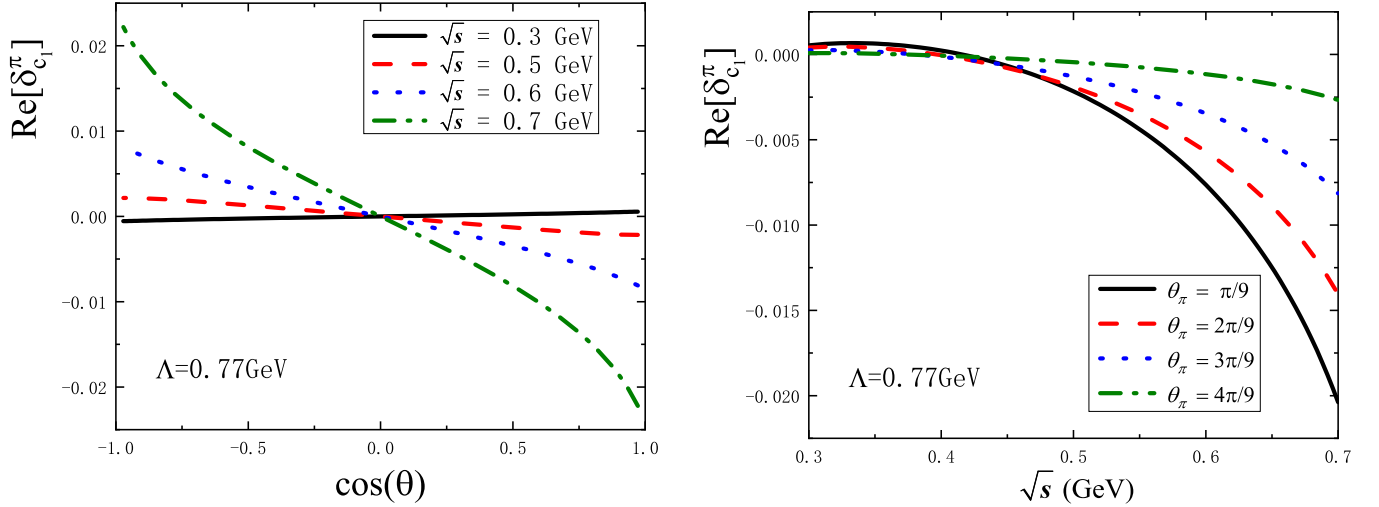 Re[δ^π_{c_1}]
0.02
0.01
0.00
−0.01
−0.02
√s = 0.3 GeV
√s = 0.5 GeV
√s = 0.6 GeV
√s = 0.7 GeV
Λ=0.77GeV
−1.0 −0.5 0.0 0.5 1.0
cos(θ)
Re[δ^π_{c_1}]
0.000
−0.005
−0.010
−0.015
−0.020
θ_π = π/9
θ_π = 2π/9
θ_π = 3π/9
θ_π = 4π/9
Λ=0.77GeV
0.3 0.4 0.5 0.6 0.7
√s (GeV)